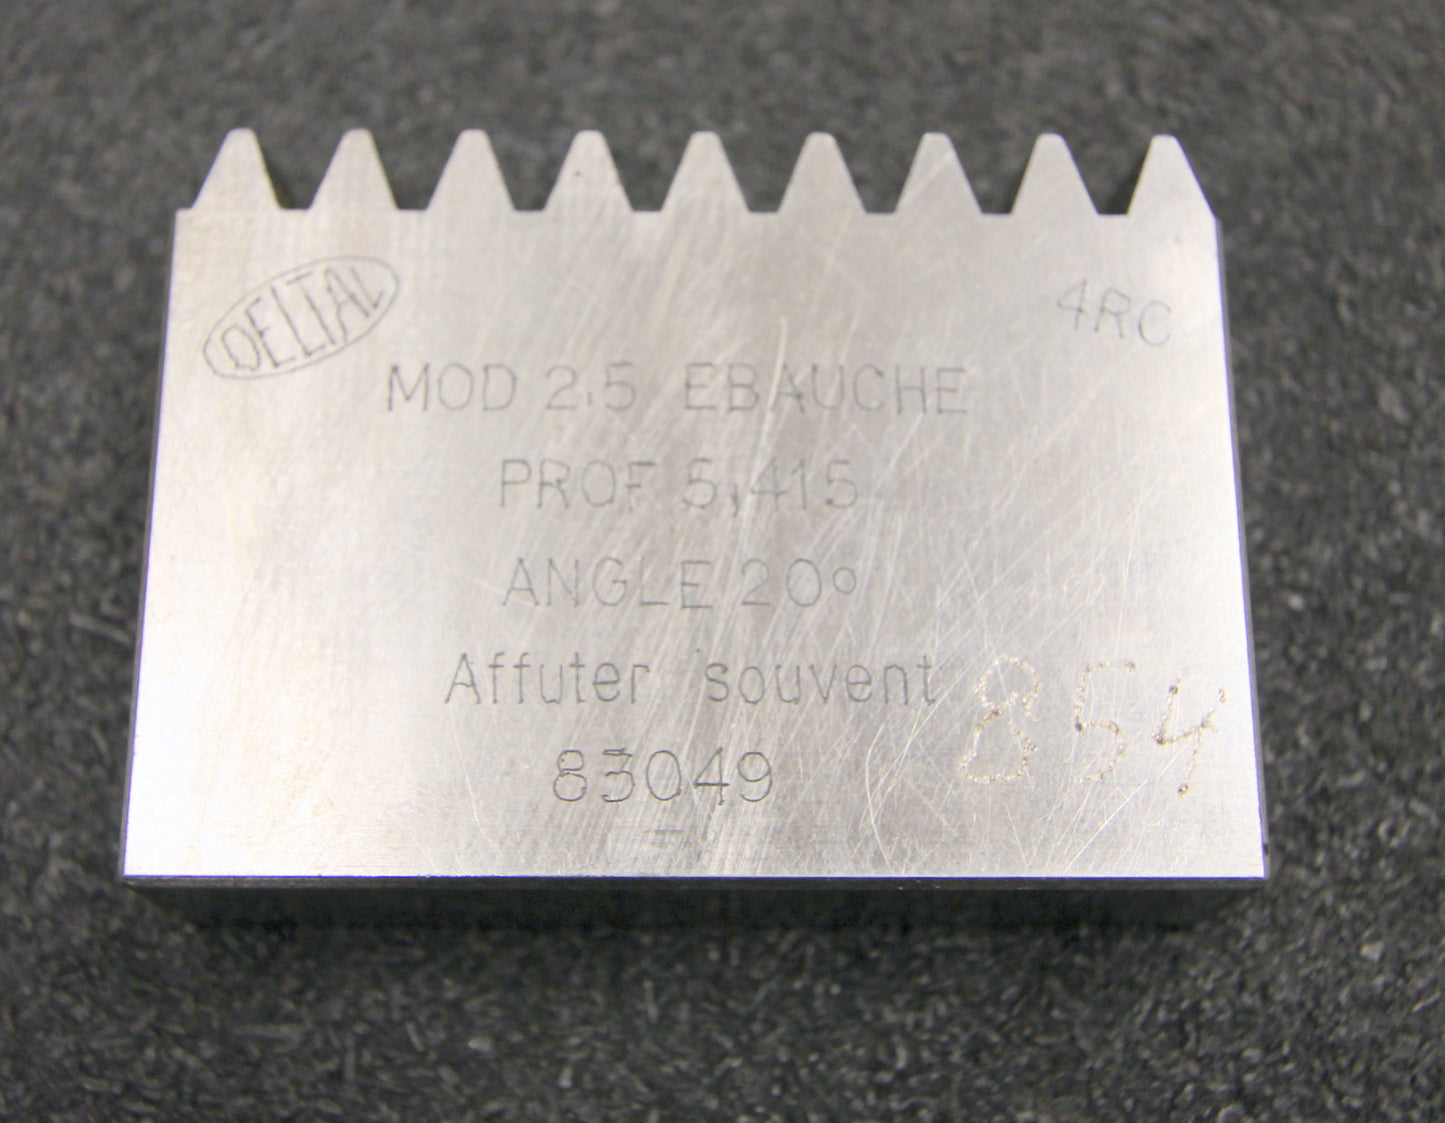 DELTAL
4RC
MOD 2.5 EBAUCHE
PROF 5,415
ANGLE 20°
Affuter souvent
854
83049